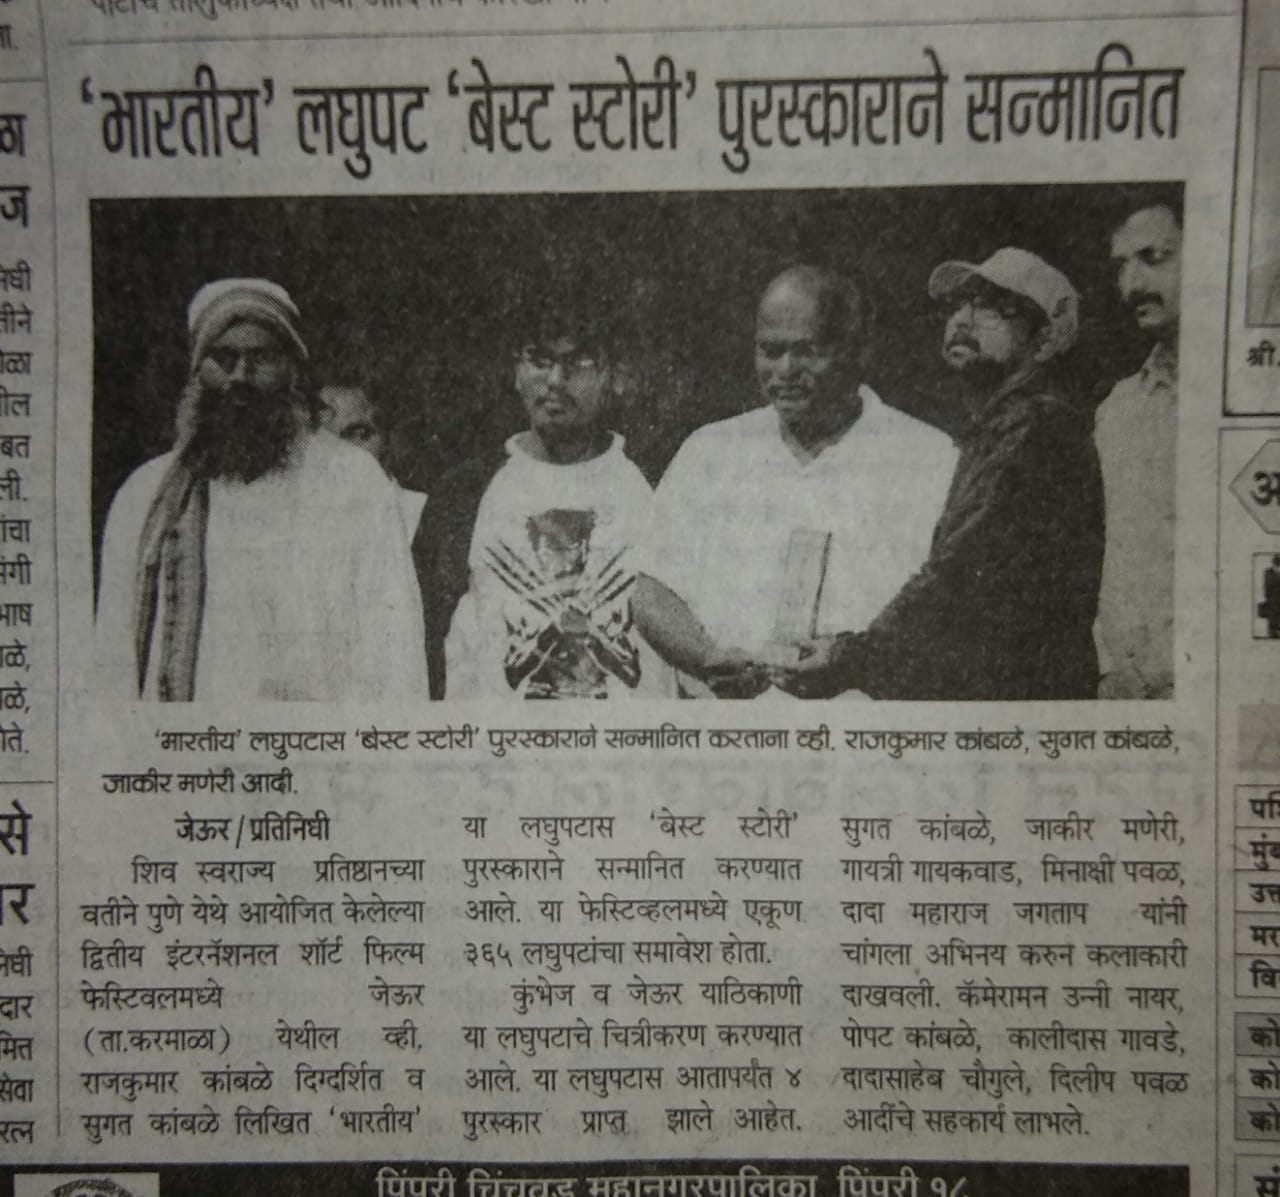 ‘भारतीय’ लघुपट ‘बेस्ट स्टोरी’ पुरस्काराने सन्मानित
‘भारतीय’ लघुपटास ‘बेस्ट स्टोरी’ पुरस्काराने सन्मानित करताना व्ही. राजकुमार कांबळे, सुगत कांबळे,
जाकीर मणेरी आदी.
जेऊर/प्रतिनिधी
शिव स्वराज्य प्रतिष्ठानच्या
वतीने पुणे येथे आयोजित केलेल्या
द्वितीय इंटरनॅशनल शॉर्ट फिल्म
फेस्टिवलमध्ये जेऊर
(ता.करमाळा) येथील व्ही.
राजकुमार कांबळे दिग्दर्शित व
सुगत कांबळे लिखित ‘भारतीय’
या लघुपटास ‘बेस्ट स्टोरी’
पुरस्काराने सन्मानित करण्यात
आले. या फेस्टिव्हलमध्ये एकूण
३६५ लघुपटांचा समावेश होता.
कुंभेज व जेऊर याठिकाणी
या लघुपटाचे चित्रीकरण करण्यात
आले. या लघुपटास आतापर्यंत ४
पुरस्कार प्राप्त झाले आहेत.
सुगत कांबळे, जाकीर मणेरी,
गायत्री गायकवाड, मिनाक्षी पवळ,
दादा महाराज जगताप यांनी
चांगला अभिनय करुन कलाकारी
दाखवली. कॅमेरामन उन्नी नायर,
पोपट कांबळे, कालीदास गावडे,
दादासाहेब चौगुले, दिलीप पवळ
आदींचे सहकार्य लाभले.
पिंपरी चिंचवड महानगरपालिका, पिंपरी १८